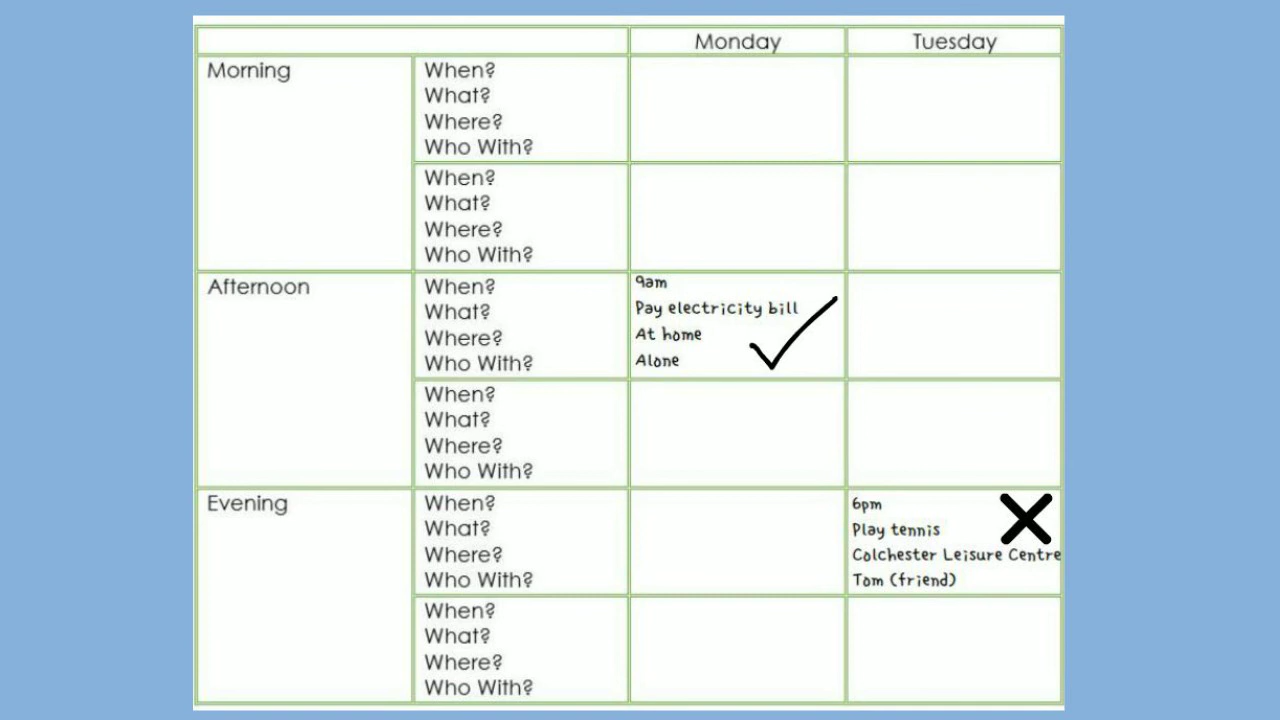 Monday Tuesday
Morning
When?
What?
Where?
Who With?
When?
What?
Where?
Who With?
Afternoon
When?
What?
Where?
Who With?
9am
Pay electricity bill
At home
Alone
When?
What?
Where?
Who With?
Evening
When?
What?
Where?
Who With?
6pm
Play tennis
Colchester Leisure Centre
Tom (friend)
When?
What?
Where?
Who With?